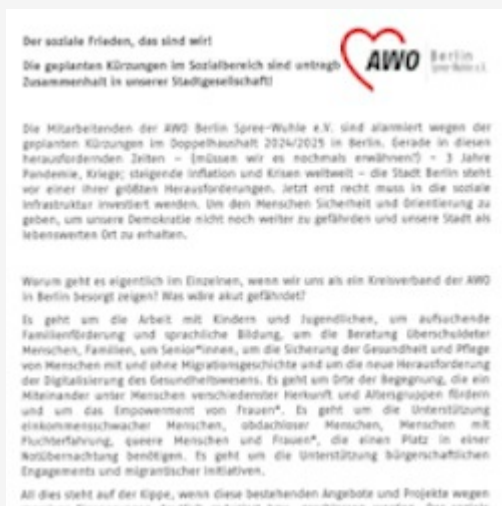 Der soziale Frieden, das sind wir!
Die geplanten Kürzungen im Sozialbereich sind untragb
Zusammenhalt in unserer Stadtgesellschaft!
AWO Berlin
Spree-Wuhle e.V.
Die Mitarbeitenden der AWO Berlin Spree-Wuhle e.V. sind alarmiert wegen der
geplanten Kürzungen im Doppelhaushalt 2024/2025 in Berlin. Gerade in diesen
herausfordernden Zeiten – (müssen wir es nochmals erwähnen?) – 3 Jahre
Pandemie, Kriege; steigende Inflation und Krisen weltweit – die Stadt Berlin steht
vor einer ihrer größten Herausforderungen. Jetzt erst recht muss in die soziale
Infrastruktur investiert werden. Um den Menschen Sicherheit und Orientierung zu
geben, um unsere Demokratie nicht noch weiter zu gefährden und unsere Stadt als
lebenswerten Ort zu erhalten.
Worum geht es eigentlich im Einzelnen, wenn wir uns als ein Kreisverband der AWO
in Berlin besorgt zeigen? Was wäre akut gefährdet?
Es geht um die Arbeit mit Kindern und Jugendlichen, um aufsuchende
Familienförderung und sprachliche Bildung, um die Beratung überschuldeter
Menschen, Familien, um Senior*innen, um die Sicherung der Gesundheit und Pflege
von Menschen mit und ohne Migrationsgeschichte und um die neue Herausforderung
der Digitalisierung des Gesundheitswesens. Es geht um Orte der Begegnung, die ein
Miteinander unter Menschen verschiedenster Herkunft und Altersgruppen fördern
und um das Empowerment von Frauen*. Es geht um die Unterstützung
einkommensschwacher Menschen, obdachloser Menschen, Menschen mit
Fluchterfahrung, queere Menschen und Frauen*, die einen Platz in einer
Notübernachtung benötigen. Es geht um die Unterstützung bürgerschaftlichen
Engagements und migrantischer Initiativen.
All dies steht auf der Kippe, wenn diese bestehenden Angebote und Projekte wegen